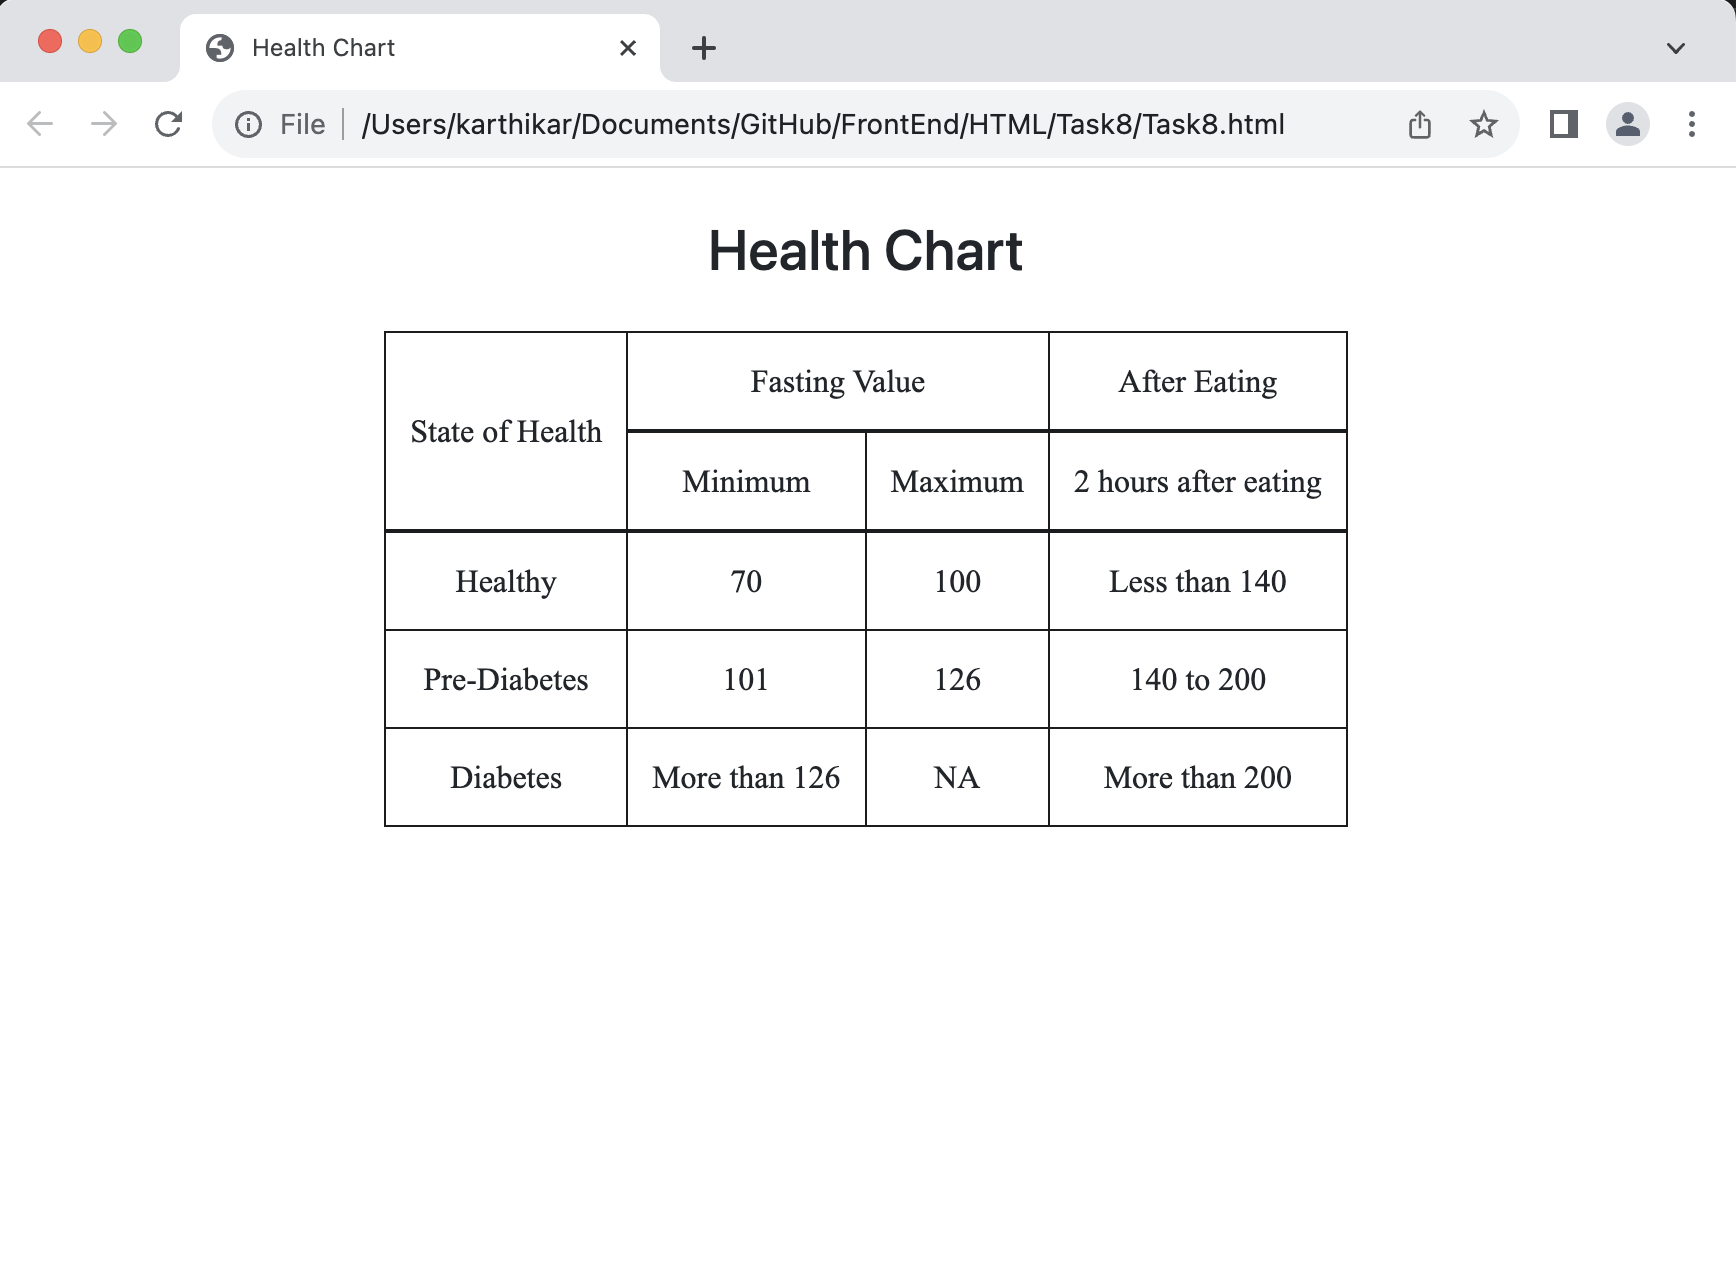 Health Chart
File /Users/karthikar/Documents/GitHub/FrontEnd/HTML/Task8/Task8.html
Health Chart
State of Health Fasting Value After Eating
Minimum Maximum 2 hours after eating
Healthy 70 100 Less than 140
Pre-Diabetes 101 126 140 to 200
Diabetes More than 126 NA More than 200